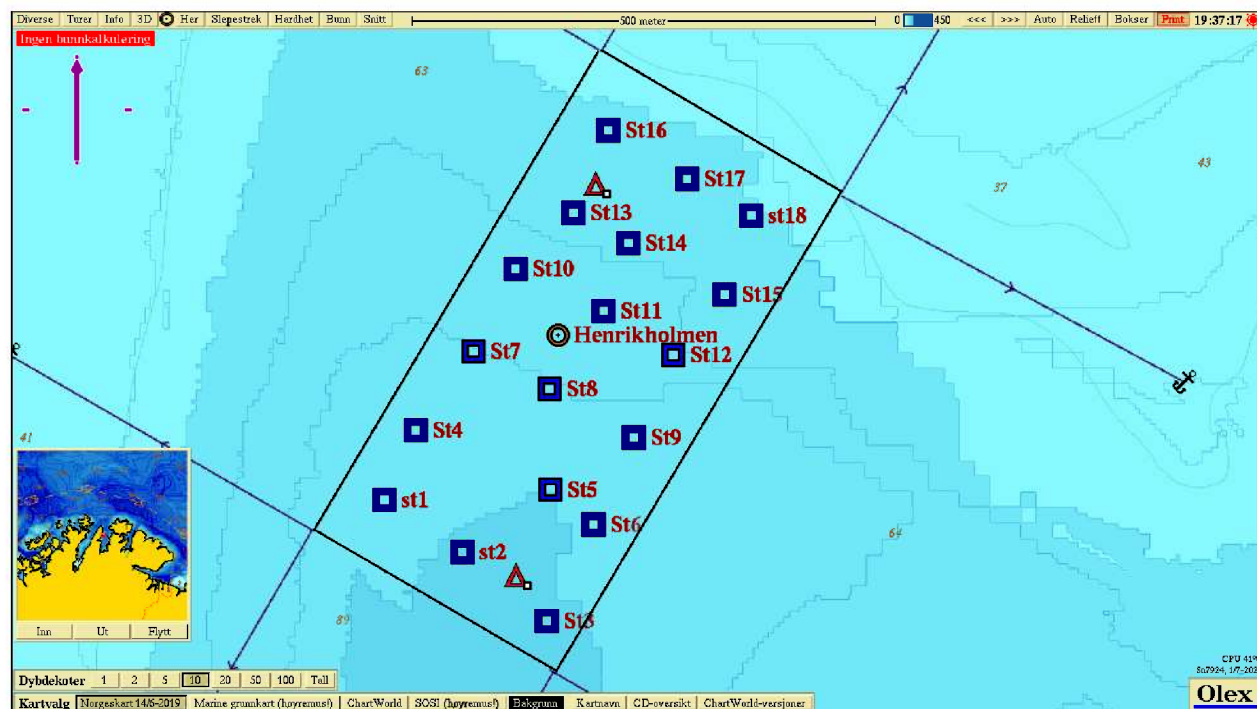 Diverse Turer Info 3D Her Slepestrek Hardhet Bunn Snitt 500 meter 0 450 <<< >>> Auto Relieff Bokser Print 19:37:17
Ingen bunnkalkulering
63
St16
43
St17
37
St13
st18
St14
St10
St15
St11
Henrikholmen
St7
St12
St8
St4
41
St9
st1
St5
St6
64
st2
89
St3
Inn Ut Flytt
CPU 41°
Dybdekoter 1 2 5 10 20 50 100 Tall
Olex
Kartvalg Norgeskart 14/6-2019 Marine grunnkart (høyremus!) ChartWorld SOSI (høyremus!) Bakgrunn Kartnavn CD-oversikt ChartWorld-versjoner